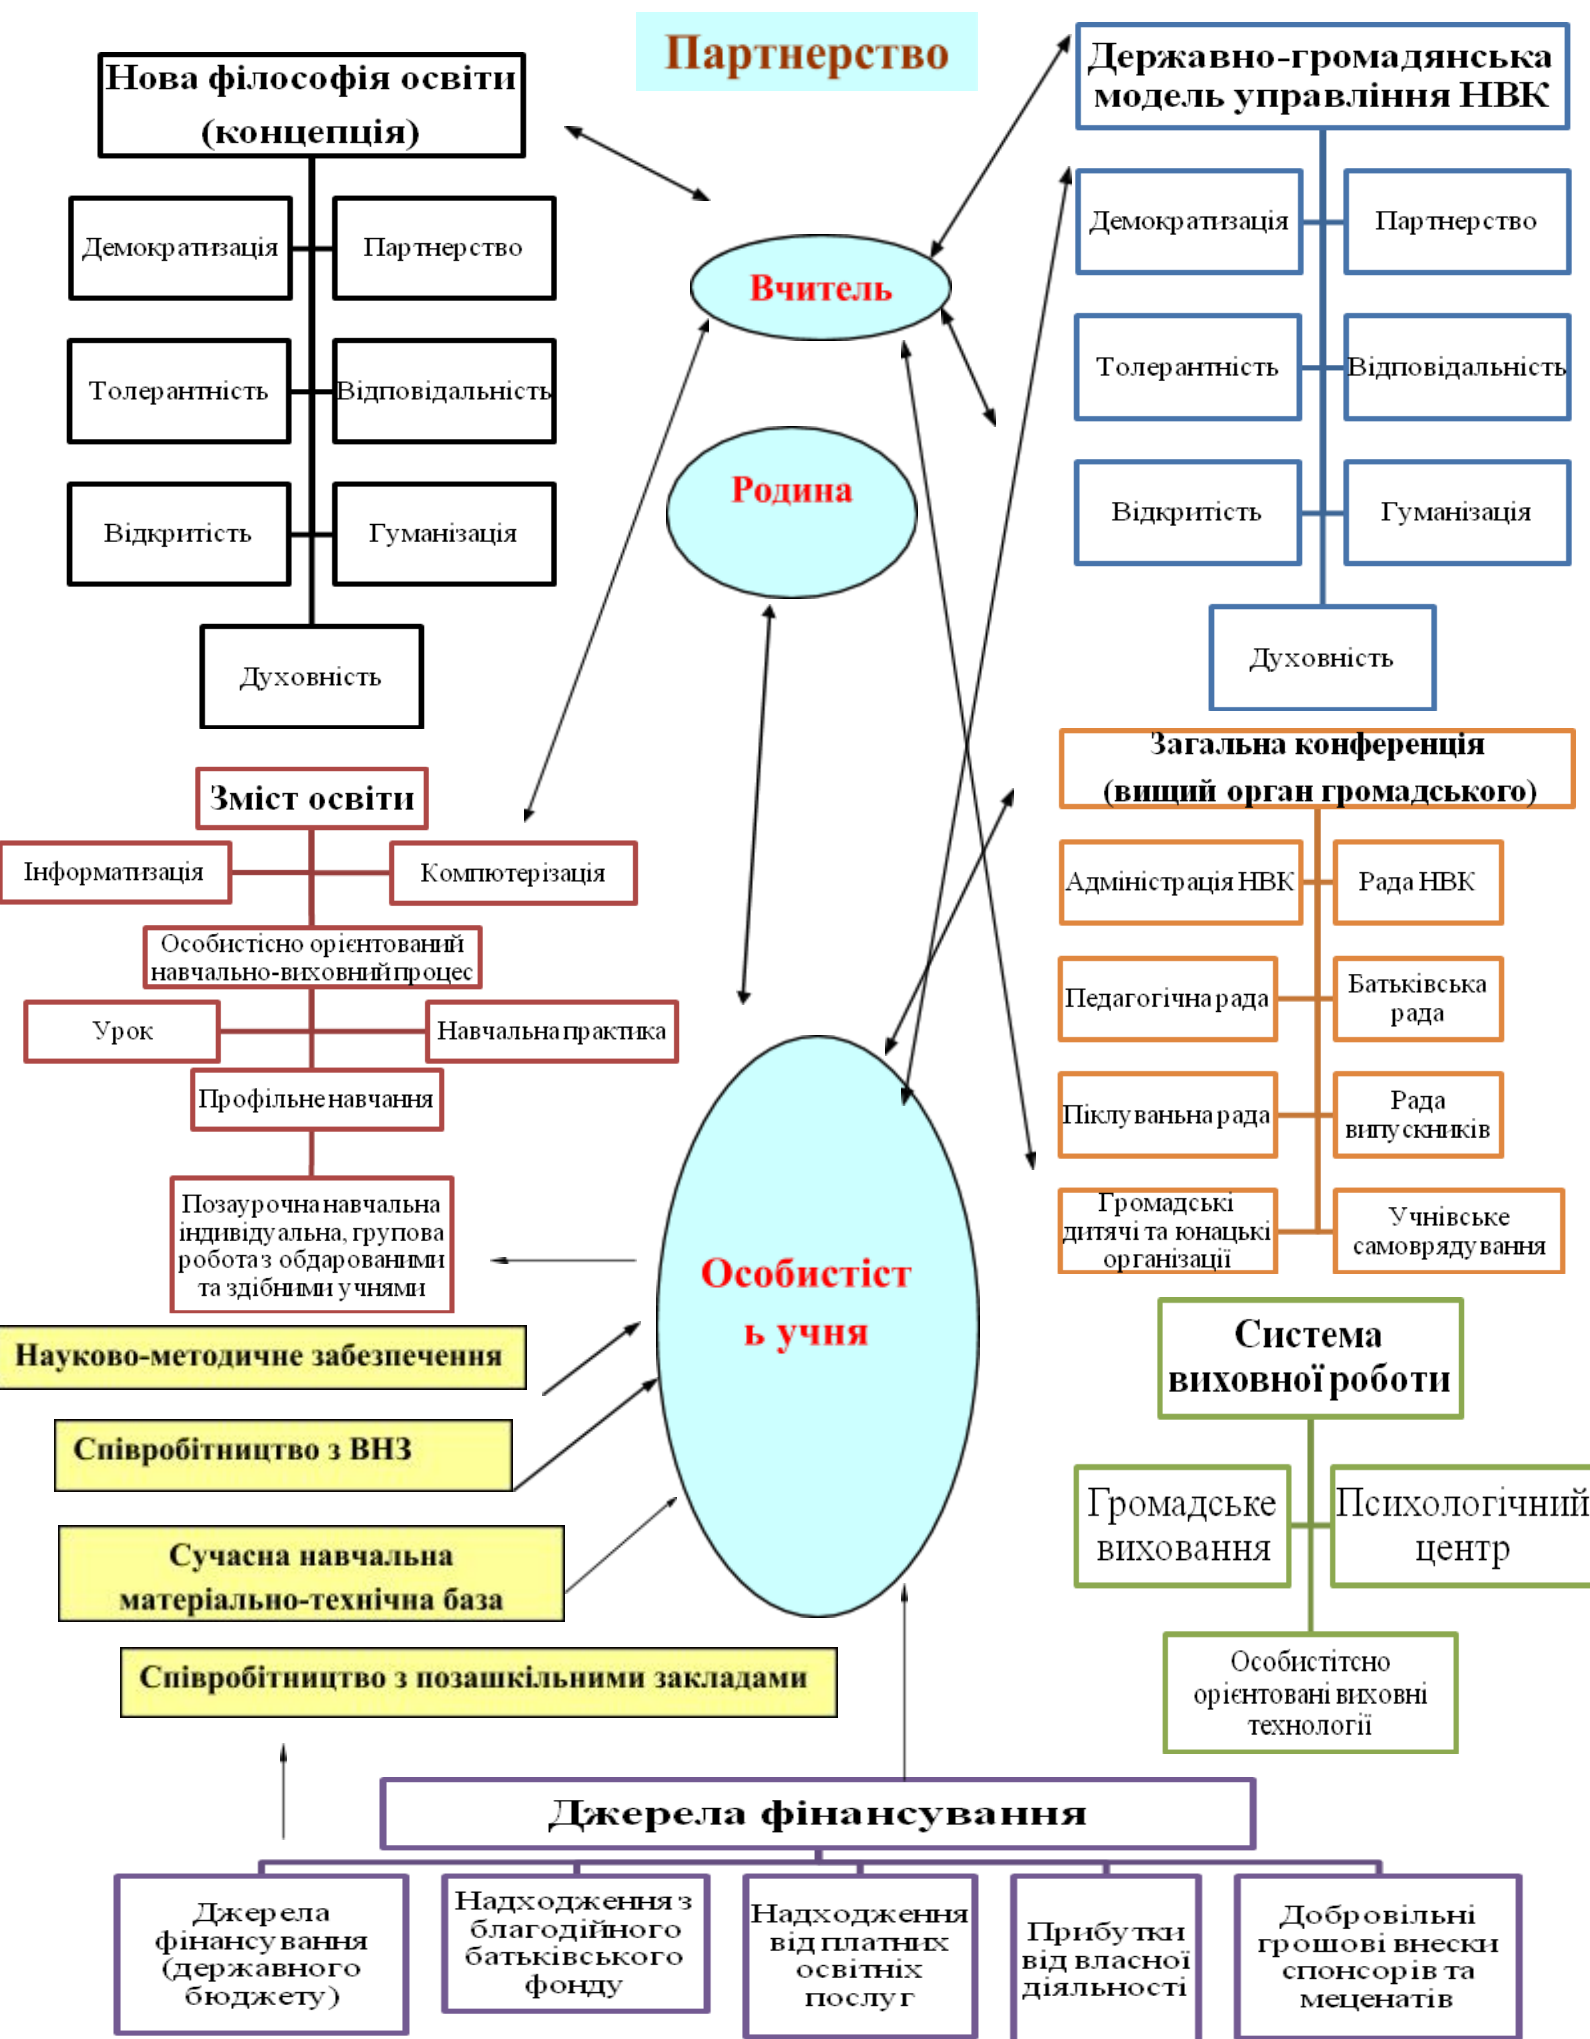 Партнерство
Нова філософія освіти
(концепція)
Демократизація
Партнерство
Толерантність
Відповідальність
Відкритість
Гуманізація
Духовність
Державно-громадянська
модель управління НВК
Демократизація
Партнерство
Толерантність
Відповідальність
Відкритість
Гуманізація
Духовність
Вчитель
Родина
Особистіст
ь учня
Зміст освіти
Інформатизація
Компютерізація
Особистісно орієнтований
навчально-виховний процес
Урок
Навчальна практика
Профільне навчання
Позаурочна навчальна
індивідуальна, групова
робота з обдарованими
та здібними учнями
Загальна конференція
(вищий орган громадського)
Адміністрація НВК
Рада НВК
Педагогічна рада
Батьківська
рада
Піклувальна рада
Рада
випускників
Громадські
дитячі та юнацькі
організації
Учнівське
самоврядування
Науково-методичне забезпечення
Співробітництво з ВНЗ
Сучасна навчальна
матеріально-технічна база
Співробітництво з позашкільними закладами
Система
виховної роботи
Громадське
виховання
Психологічний
центр
Особистітсно
орієнтовані виховні
технології
Джерела фінансування
Джерела
фінансування
(державного
бюджету)
Надходження з
благодійного
батьківського
фонду
Надходження
від платних
освітніх
послуг
Прибутки
від власної
діяльності
Добровільні
грошові внески
спонсорів та
меценатів